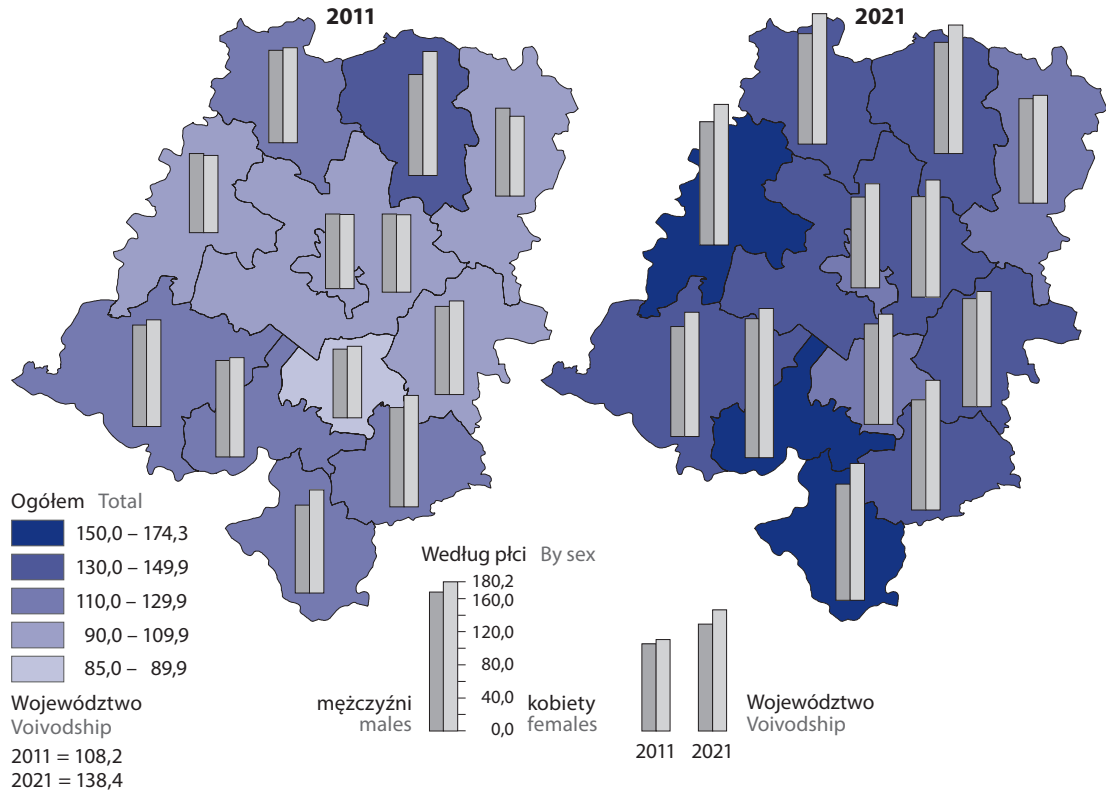 2011
2021
Ogółem Total
150,0 – 174,3
130,0 – 149,9
110,0 – 129,9
90,0 – 109,9
85,0 – 89,9
Województwo
Voivodship
2011 = 108,2
2021 = 138,4
Według płci By sex
180,2
160,0
120,0
80,0
40,0
0,0
mężczyźni
males
kobiety
females
2011
2021
Województwo
Voivodship